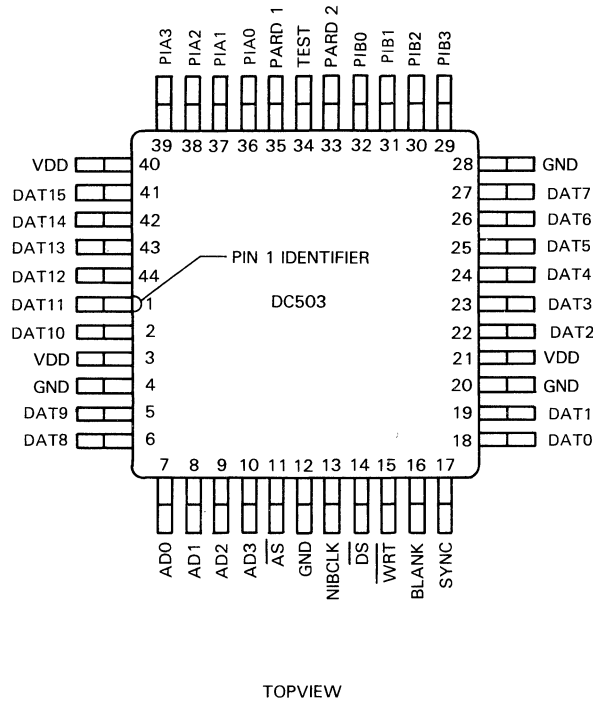 PIA3 PIA2 PIA1 PIA0 PARD 1 TEST PARD 2 PIB0 PIB1 PIB2 PIB3
39 38 37 36 35 34 33 32 31 30 29
VDD 40 28 GND
DAT15 41 27 DAT7
DAT14 42 26 DAT6
DAT13 43 25 DAT5
DAT12 44 24 DAT4
PIN 1 IDENTIFIER
DAT11 1 DC503 23 DAT3
DAT10 2 22 DAT2
VDD 3 21 VDD
GND 4 20 GND
DAT9 5 19 DAT1
DAT8 6 18 DAT0
7 8 9 10 11 12 13 14 15 16 17
AD0 AD1 AD2 AD3 A̅S̅ GND NIBCLK D̅S̅ W̅R̅T̅ BLANK SYNC
TOPVIEW